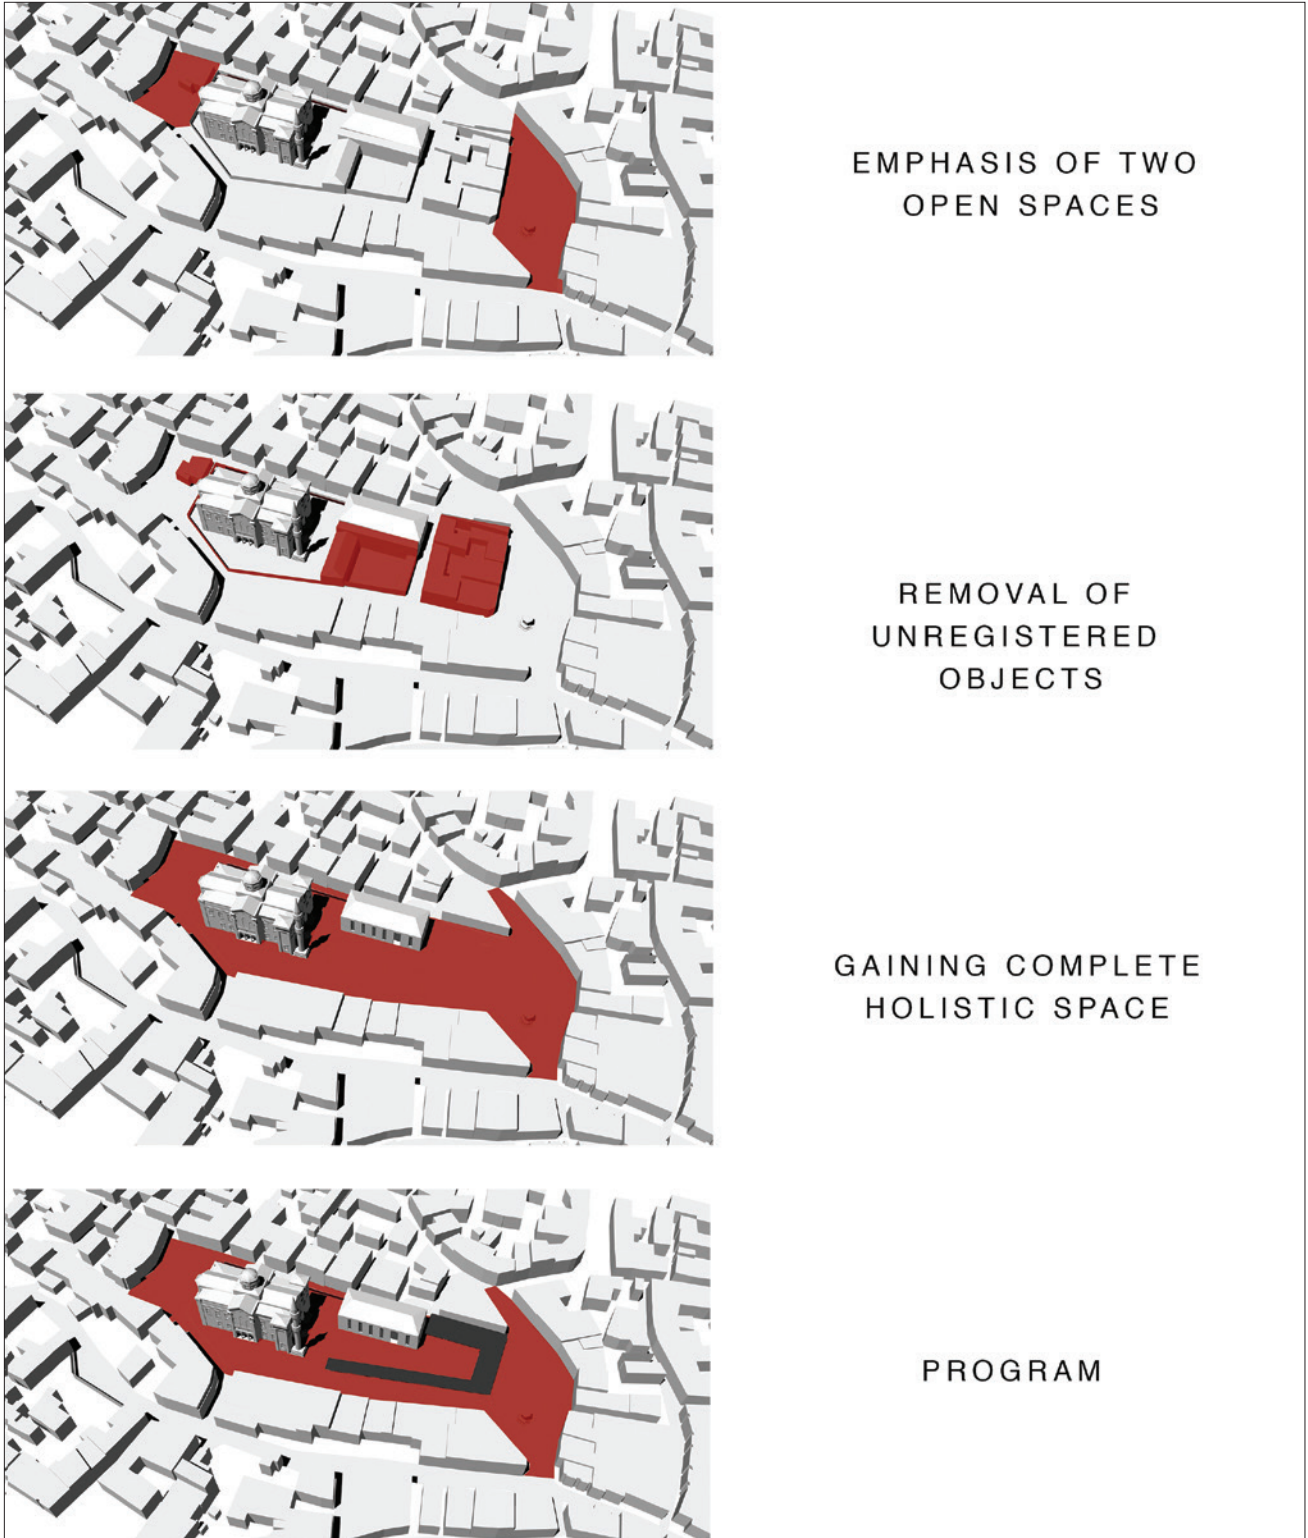 EMPHASIS OF TWO
OPEN SPACES
REMOVAL OF
UNREGISTERED
OBJECTS
GAINING COMPLETE
HOLISTIC SPACE
PROGRAM